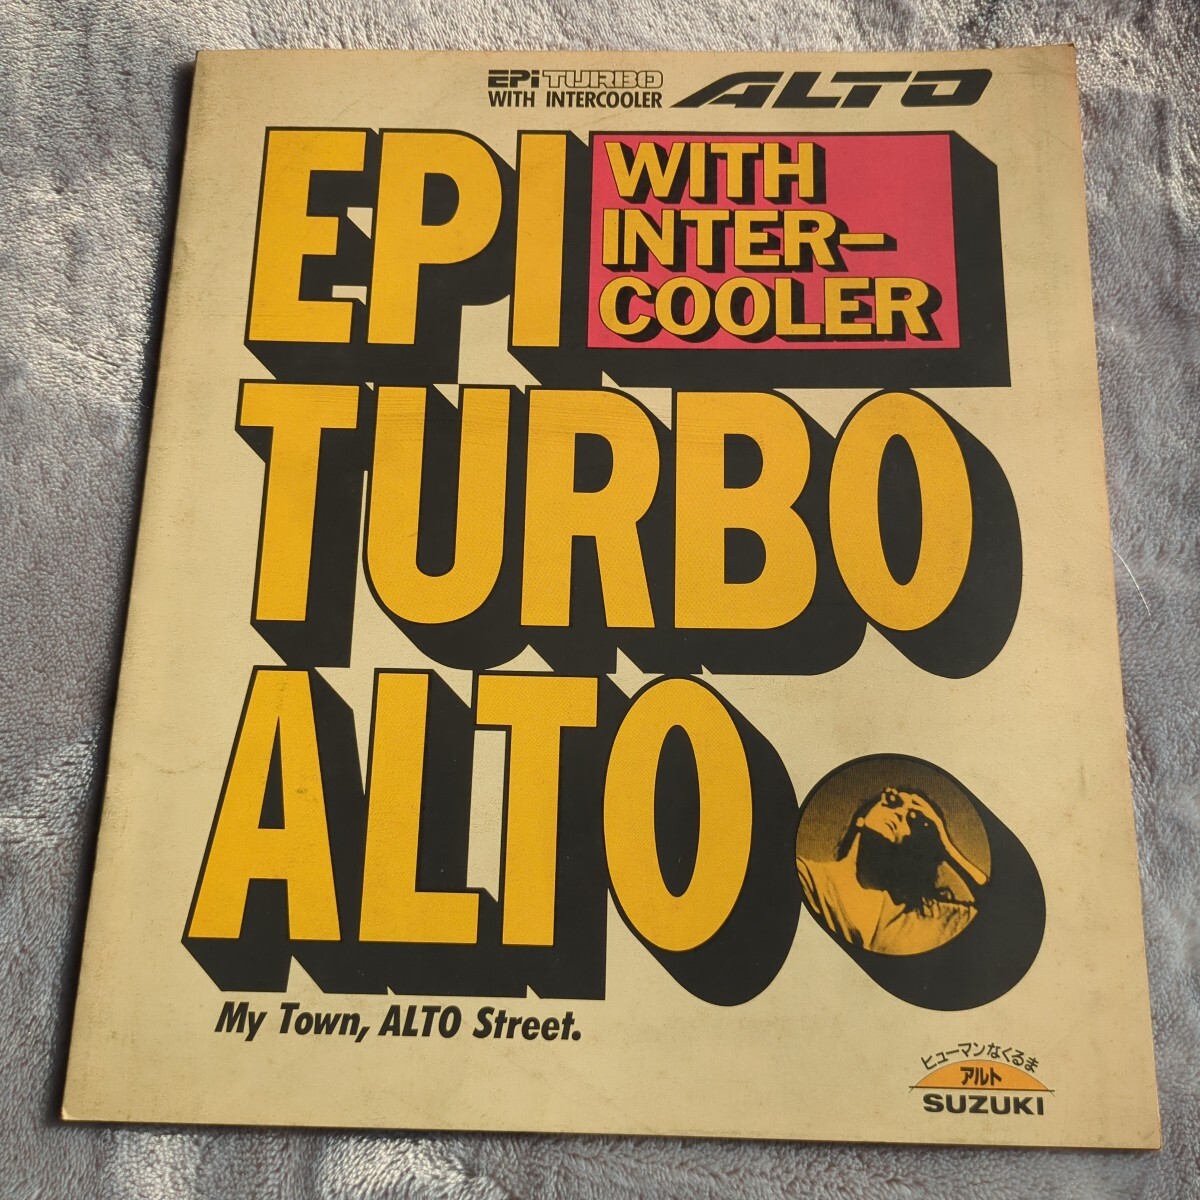 EPi TURBO
WITH INTERCOOLER
ALTO
EPI
WITH
INTER-
COOLER
TURBO
ALTO
My Town, ALTO Street.
ヒューマンなくるま
アルト
SUZUKI